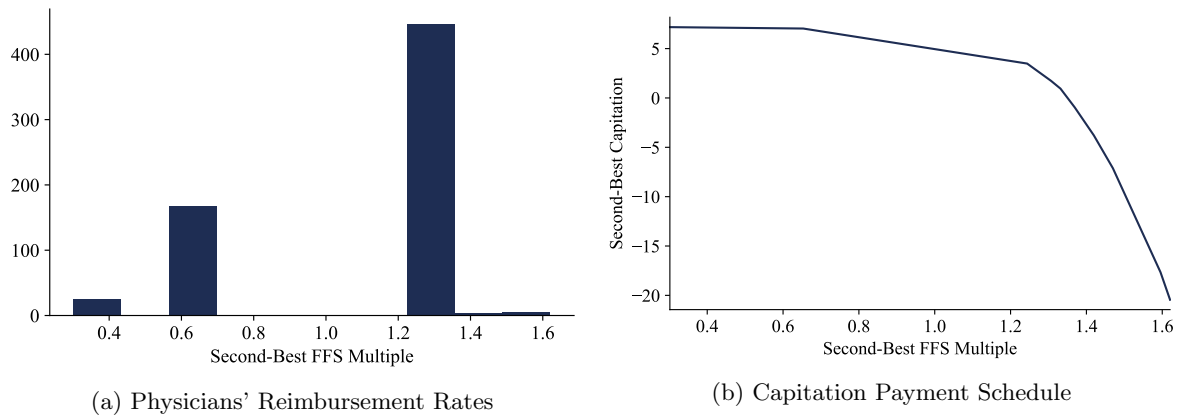 400
300
200
100
0
0.4 0.6 0.8 1.0 1.2 1.4 1.6
Second-Best FFS Multiple
(a) Physicians' Reimbursement Rates
Second-Best Capitation
5
0
−5
−10
−15
−20
0.4 0.6 0.8 1.0 1.2 1.4 1.6
Second-Best FFS Multiple
(b) Capitation Payment Schedule